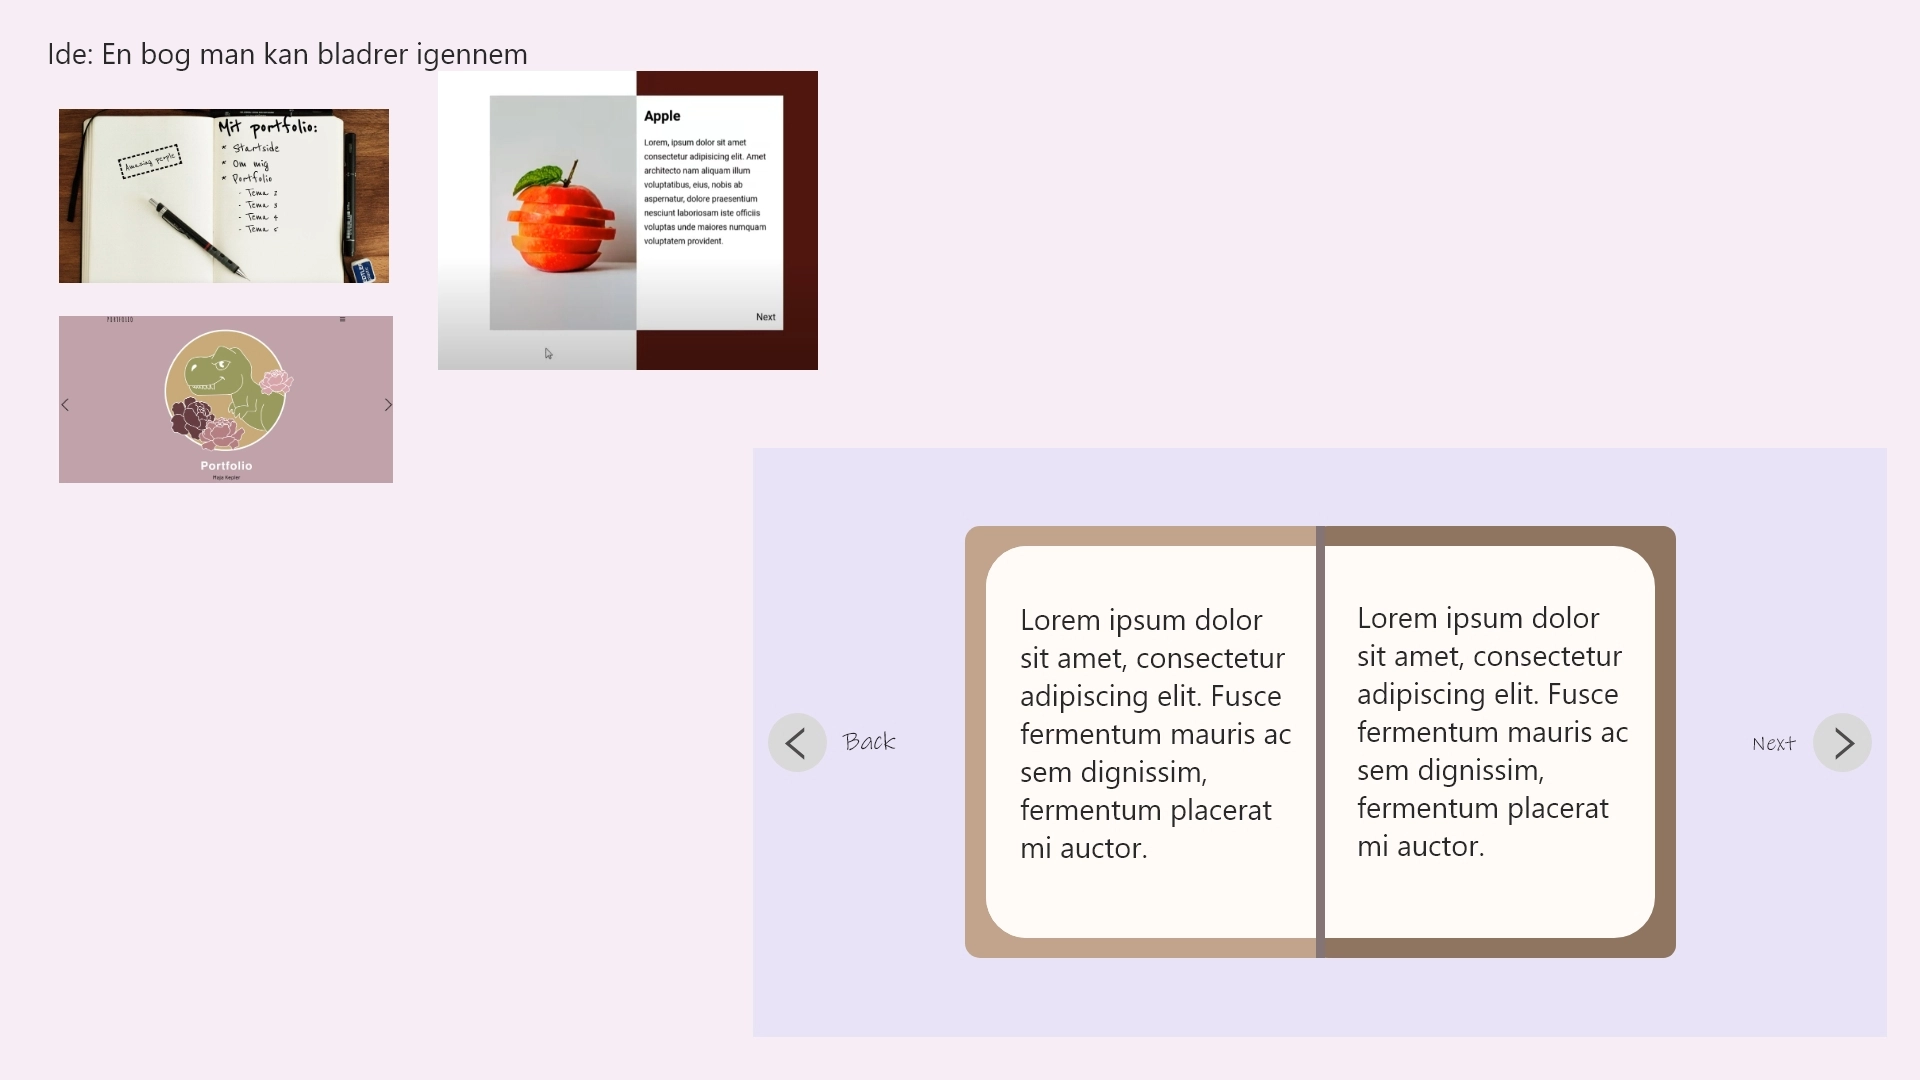 Ide: En bog man kan bladrer igennem
Mit portfolio:
* Startside
* Om mig
* Portfolio
- Tema 2
- Tema 3
- Tema 4
- Tema 5
Amazing people
Apple
Lorem, ipsum dolor sit amet
consectetur adipisicing elit. Amet
architecto nam aliquam illum
voluptatibus, eius, nobis ab
aspernatur, dolore praesentium
nesciunt laboriosam iste officiis
voluptas unde maiores numquam
voluptatem provident.
Next
PORTFOLIO
Portfolio
Lorem ipsum dolor
sit amet, consectetur
adipiscing elit. Fusce
fermentum mauris ac
sem dignissim,
fermentum placerat
mi auctor.
Lorem ipsum dolor
sit amet, consectetur
adipiscing elit. Fusce
fermentum mauris ac
sem dignissim,
fermentum placerat
mi auctor.
Back
Next